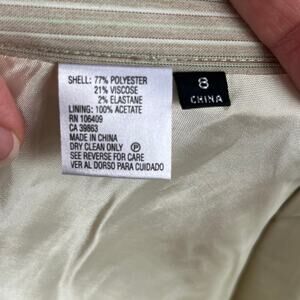 SHELL: 77% POLYESTER
21% VISCOSE
2% ELASTANE
LINING: 100% ACETATE
RN 106409
CA 39863
MADE IN CHINA
DRY CLEAN ONLY Ⓟ
SEE REVERSE FOR CARE
VER AL DORSO PARA CUIDADO
8
CHINA